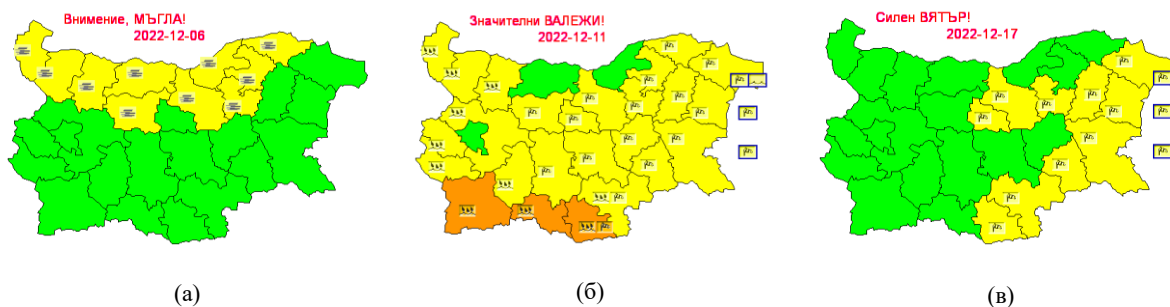 Внимение, МЪГЛА!
2022-12-06
Значителни ВАЛЕЖИ!
2022-12-11
Силен ВЯТЪР!
2022-12-17
(а)
(б)
(в)